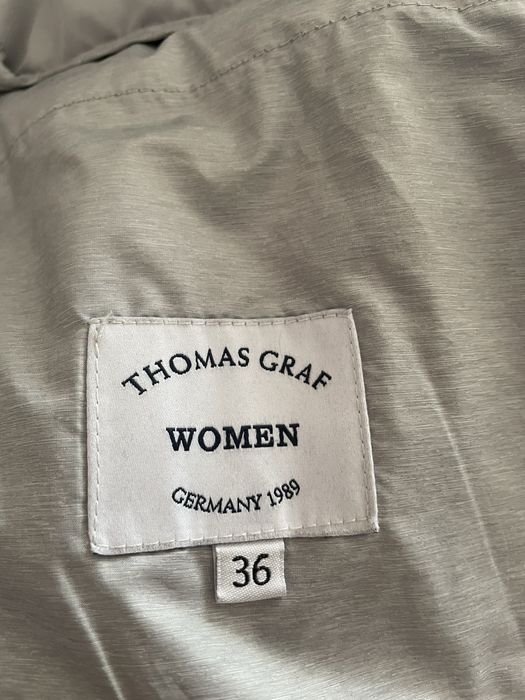 THOMAS GRAF
WOMEN
GERMANY 1989
36